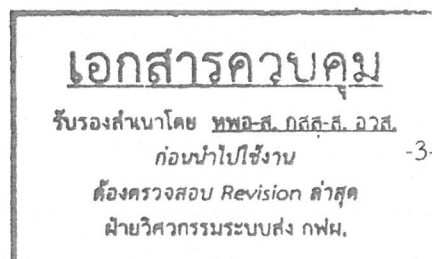 เอกสารควบคุม
รับรองสำเนาโดย ทพอ-ส. กสส-ส. อวส.
ก่อนนำไปใช้งาน
-3-
ต้องตรวจสอบ Revision ล่าสุด
ฝ่ายวิศวกรรมระบบส่ง กฟผ.